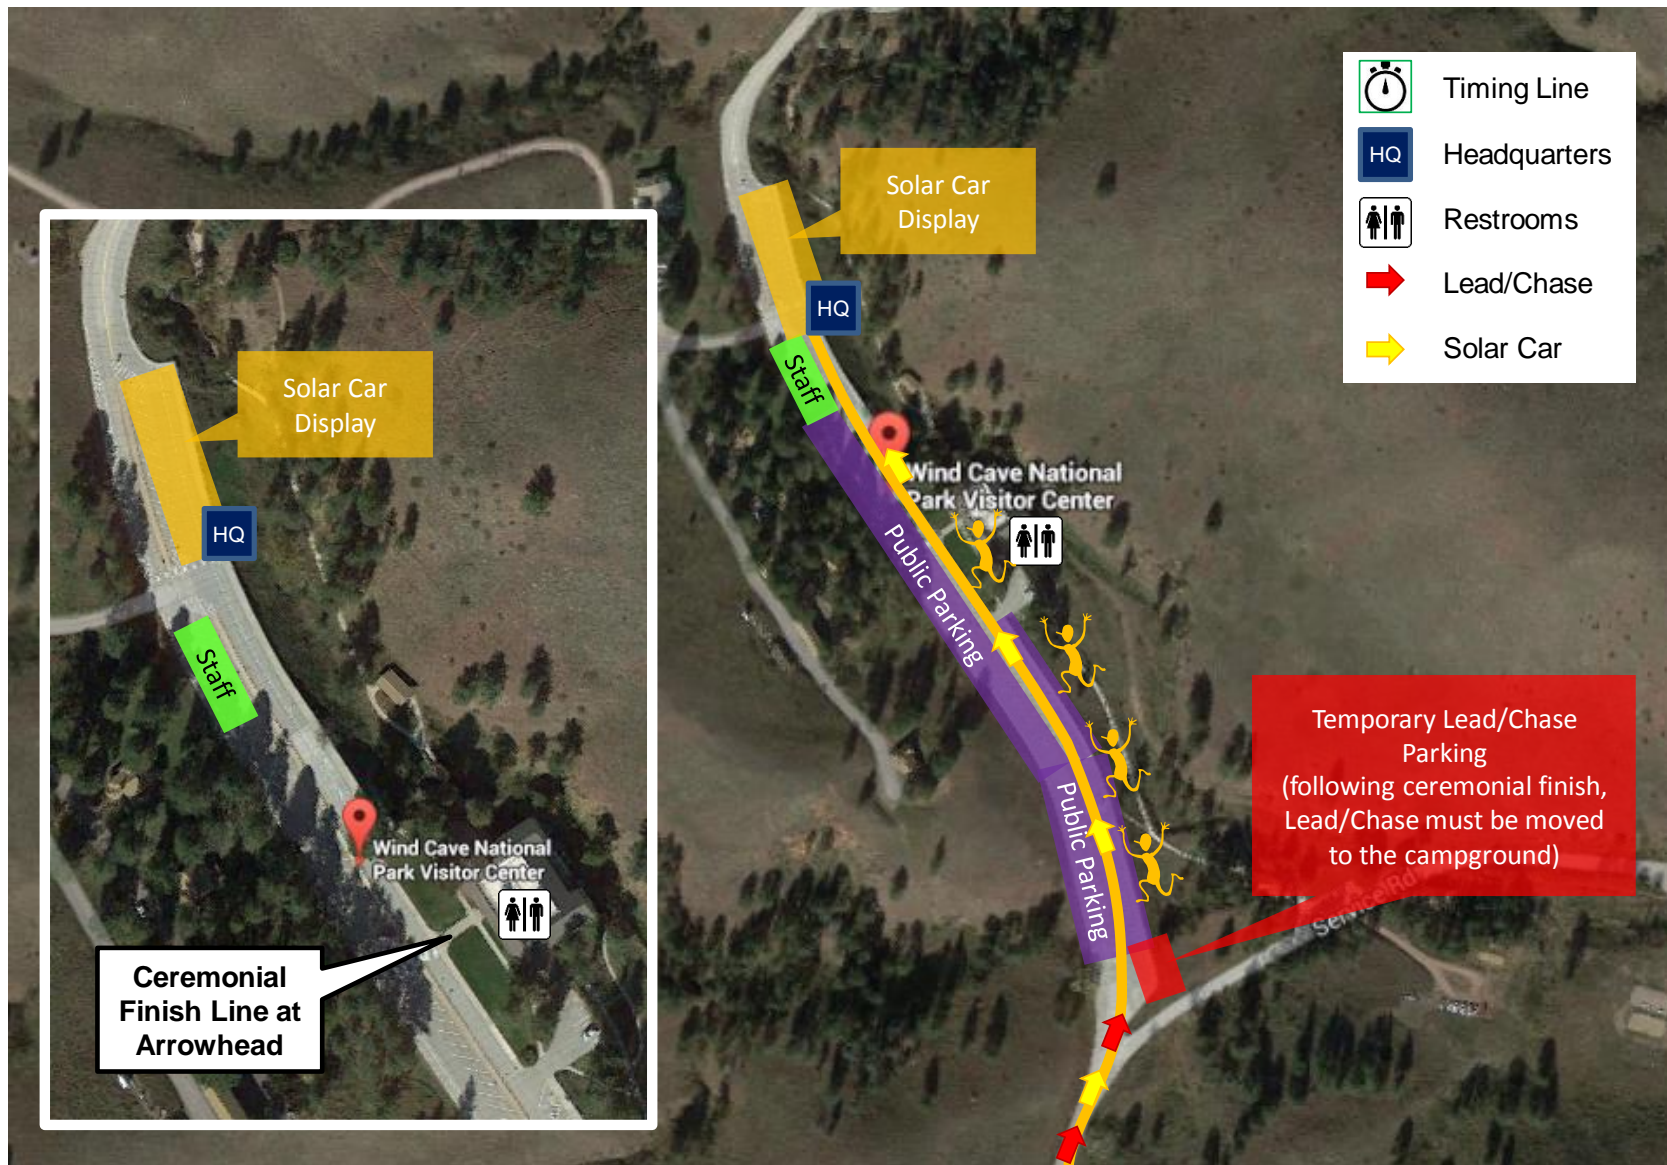 Timing Line
HQ
Headquarters
Restrooms
Lead/Chase
Solar Car
Solar Car
Display
HQ
Staff
Wind Cave National
Park Visitor Center
Public Parking
Public Parking
Temporary Lead/Chase
Parking
(following ceremonial finish,
Lead/Chase must be moved
to the campground)
Service Rd
Solar Car
Display
HQ
Staff
Wind Cave National
Park Visitor Center
Ceremonial
Finish Line at
Arrowhead